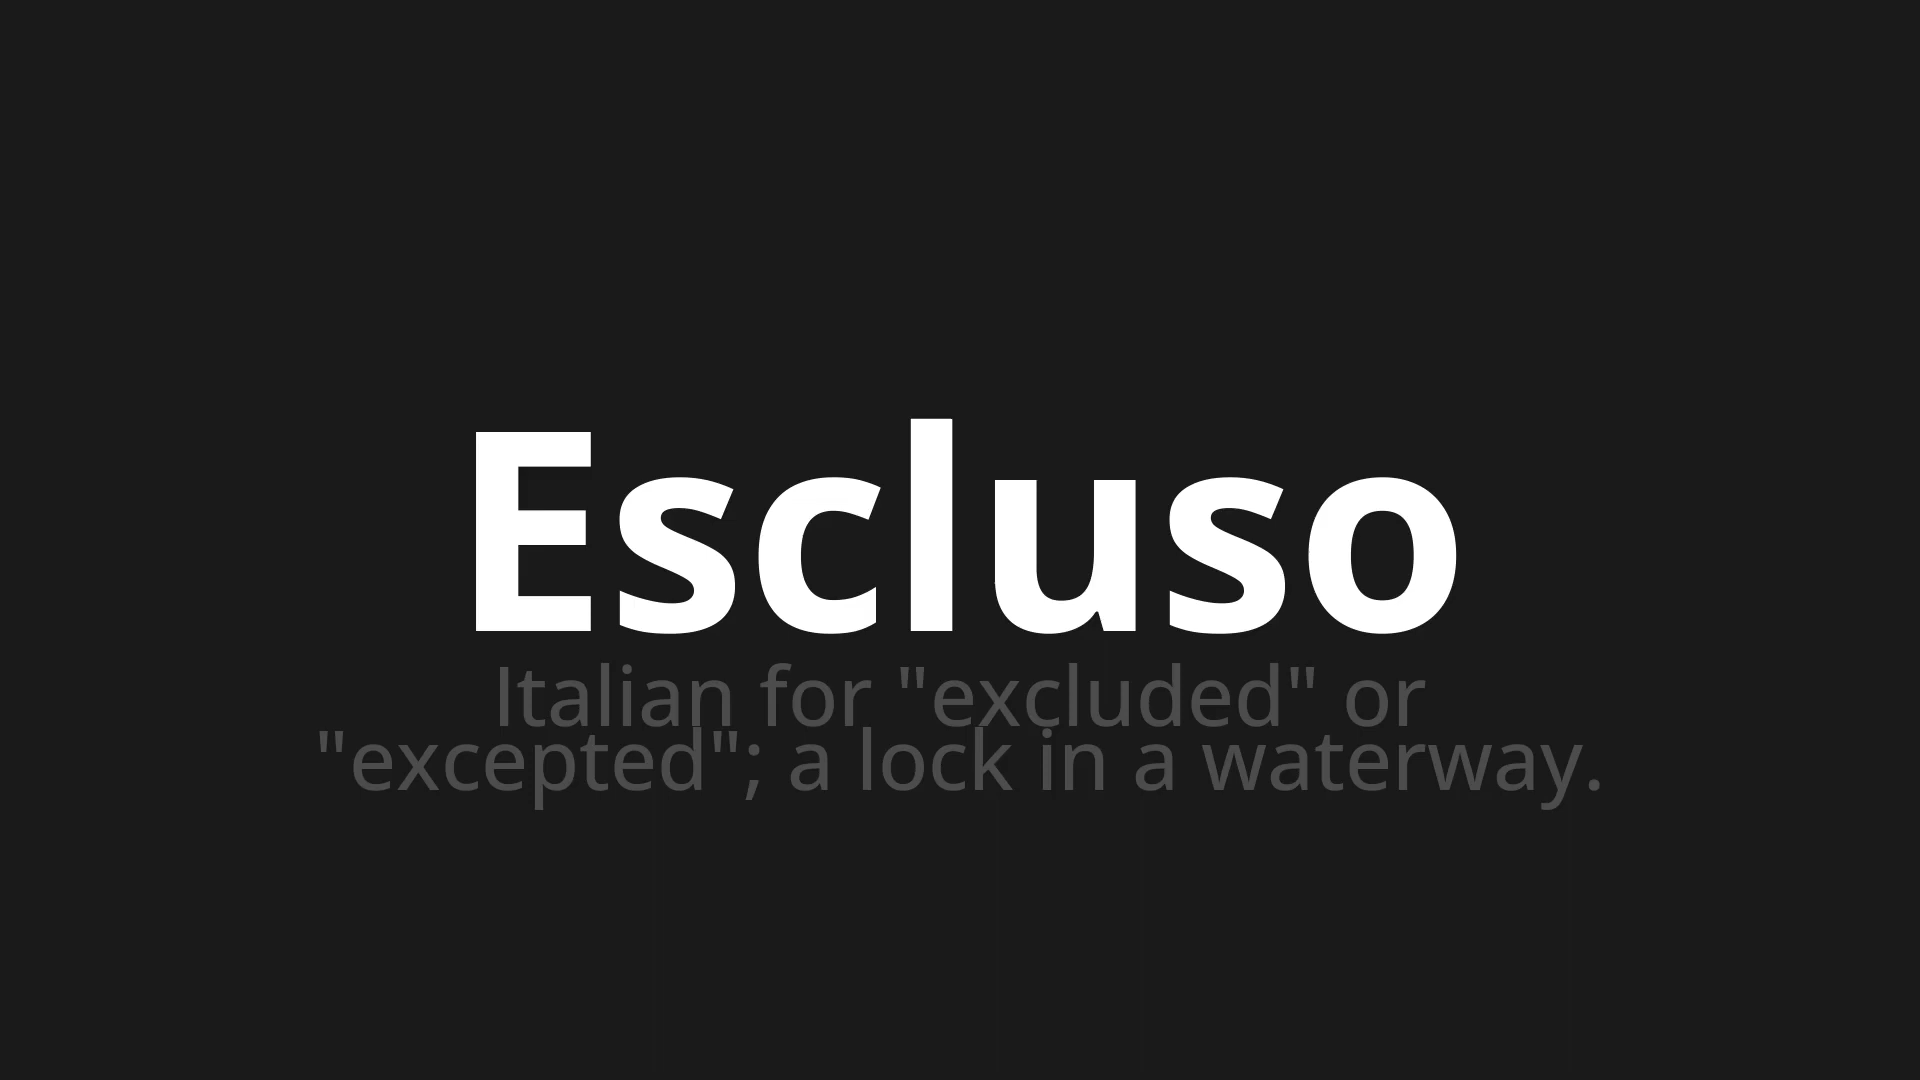 Escluso
Italian for "excluded" or
"excepted"; a lock in a waterway.